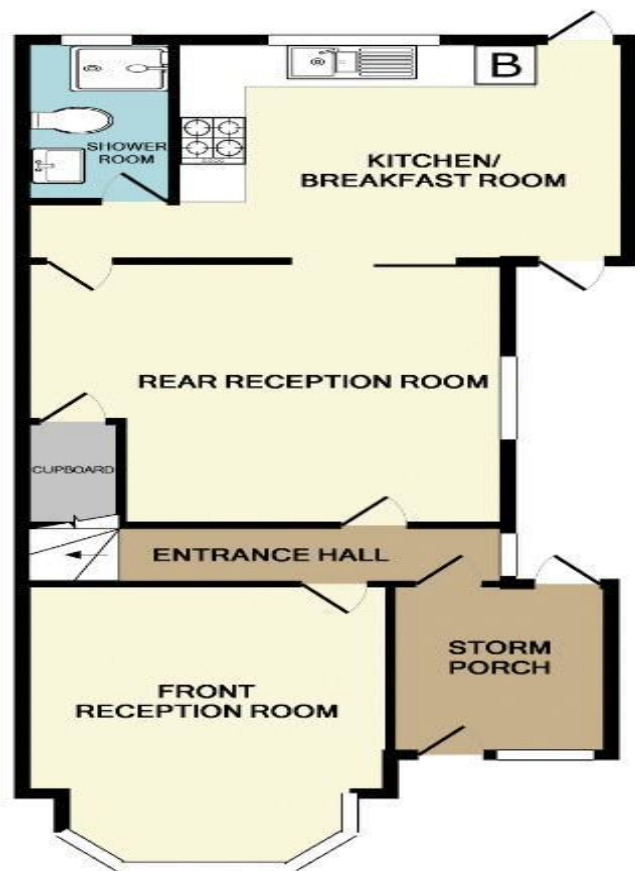 B
SHOWER
ROOM
KITCHEN/
BREAKFAST ROOM
REAR RECEPTION ROOM
CUPBOARD
ENTRANCE HALL
STORM
PORCH
FRONT
RECEPTION ROOM